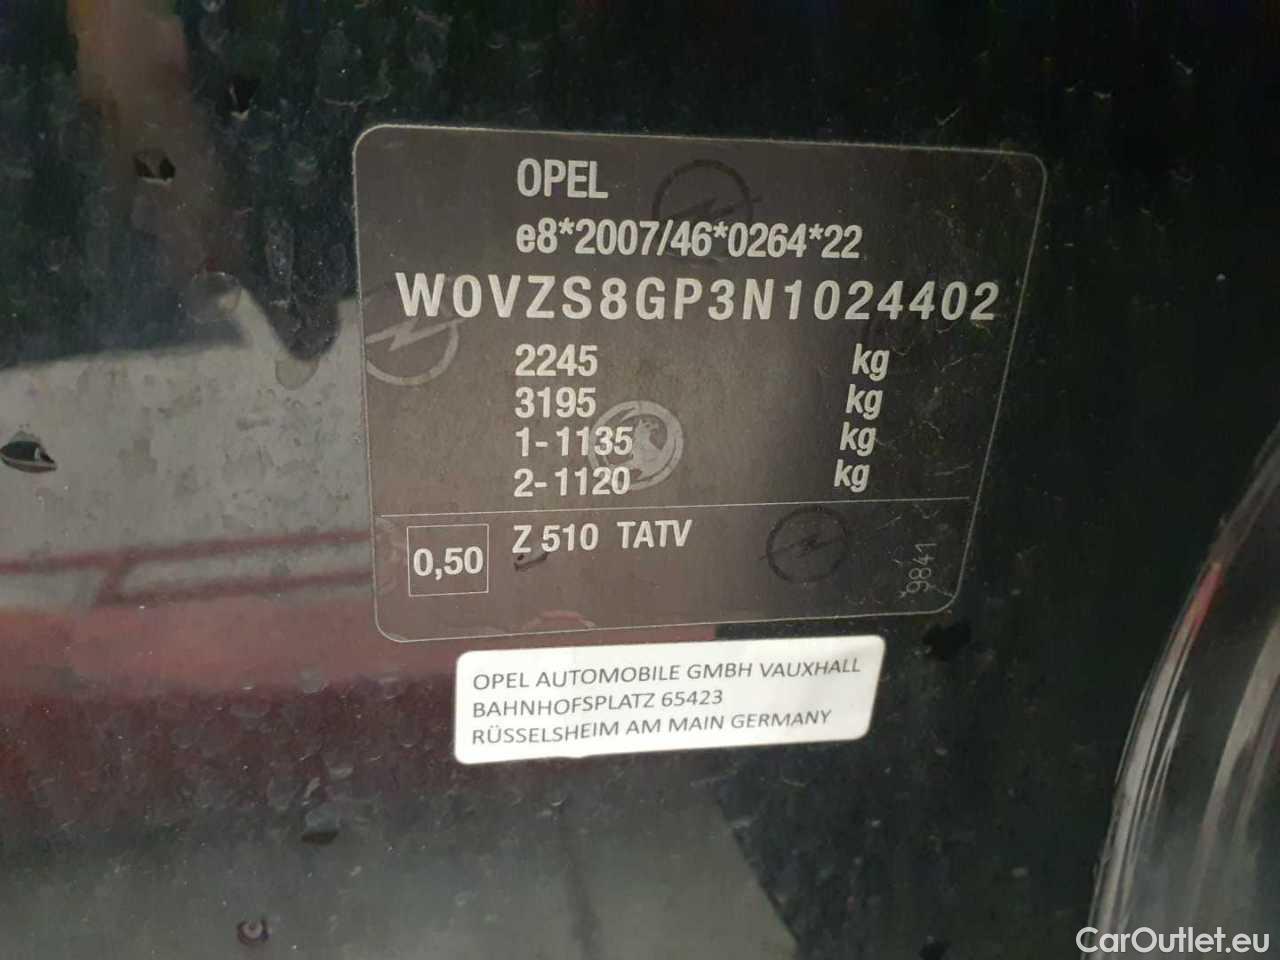 OPEL
e8*2007/46*0264*22
W0VZS8GP3N1024402
2245 kg
3195 kg
1-1135 kg
2-1120 kg
0,50 Z 510 TATV
9841
OPEL AUTOMOBILE GMBH VAUXHALL
BAHNHOFSPLATZ 65423
RÜSSELSHEIM AM MAIN GERMANY
CarOutlet.eu